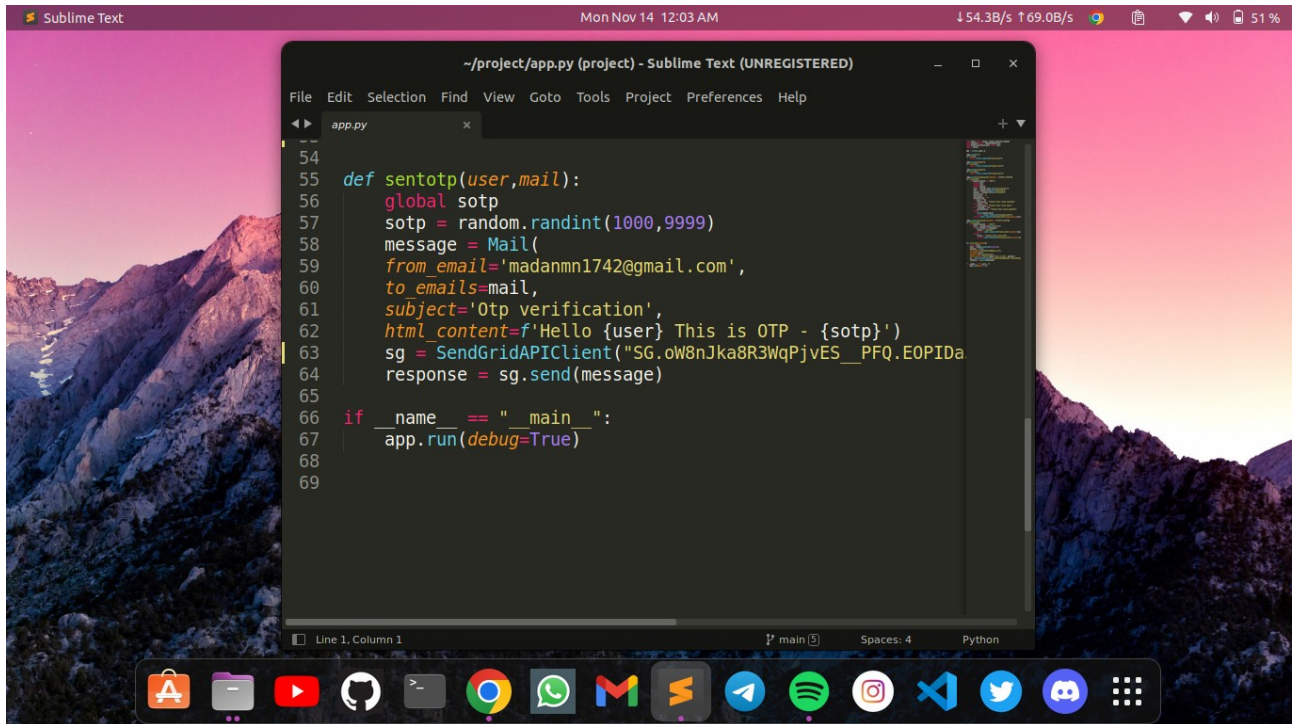 Sublime Text
Mon Nov 14 12:03 AM
↓54.3B/s ↑69.0B/s
51 %
~/project/app.py (project) - Sublime Text (UNREGISTERED)
File Edit Selection Find View Goto Tools Project Preferences Help
app.py
54
55 def sentotp(user,mail):
56 global sotp
57 sotp = random.randint(1000,9999)
58 message = Mail(
59 from_email='madanmn1742@gmail.com',
60 to_emails=mail,
61 subject='Otp verification',
62 html_content=f'Hello {user} This is OTP - {sotp}')
63 sg = SendGridAPIClient("SG.oW8nJka8R3WqPjvES__PFQ.EOPIDa
64 response = sg.send(message)
65
66 if __name__ == "__main__":
67 app.run(debug=True)
68
69
Line 1, Column 1
main 5
Spaces: 4
Python